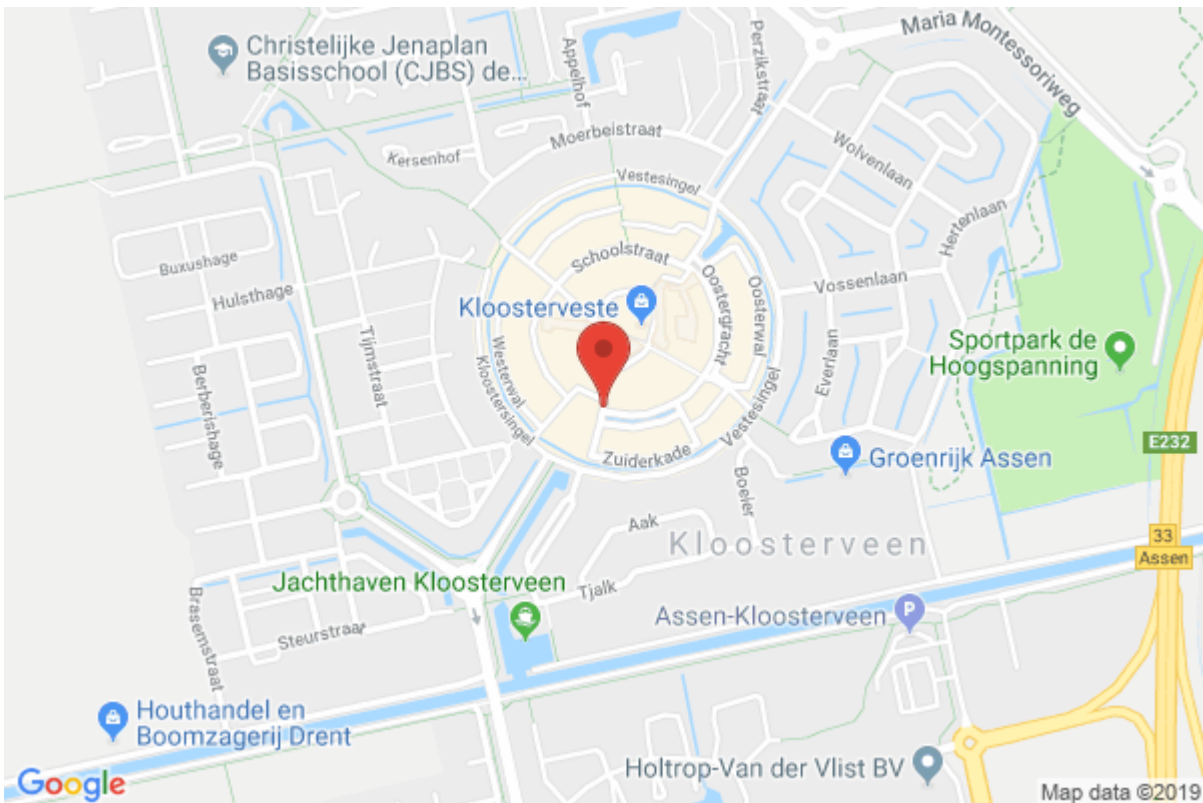 Christelijke Jenaplan
Basisschool (CJBS) de...
Appelhof
Perzikstraat
Maria Montessoriweg
Moerbeistraat
Kersenhof
Wolvenlaan
Vestesingel
Hertenlaan
Buxushage
Schoolstraat
Hulsthage
Vossenlaan
Oostergracht
Oosterwal
Kloosterveste
Tijmstraat
Westerwal
Kloostersingel
Everlaan
Sportpark de
Hoogspanning
Berberishage
Vestesingel
E232
Zuiderkade
Groenrijk Assen
Boeier
Aak
Kloosterveen
33
Assen
Jachthaven Kloosterveen
Tjalk
Assen-Kloosterveen
P
Brasemstraat
Steurstraat
Houthandel en
Boomzagerij Drent
Holtrop-Van der Vlist BV
Google
Map data ©2019